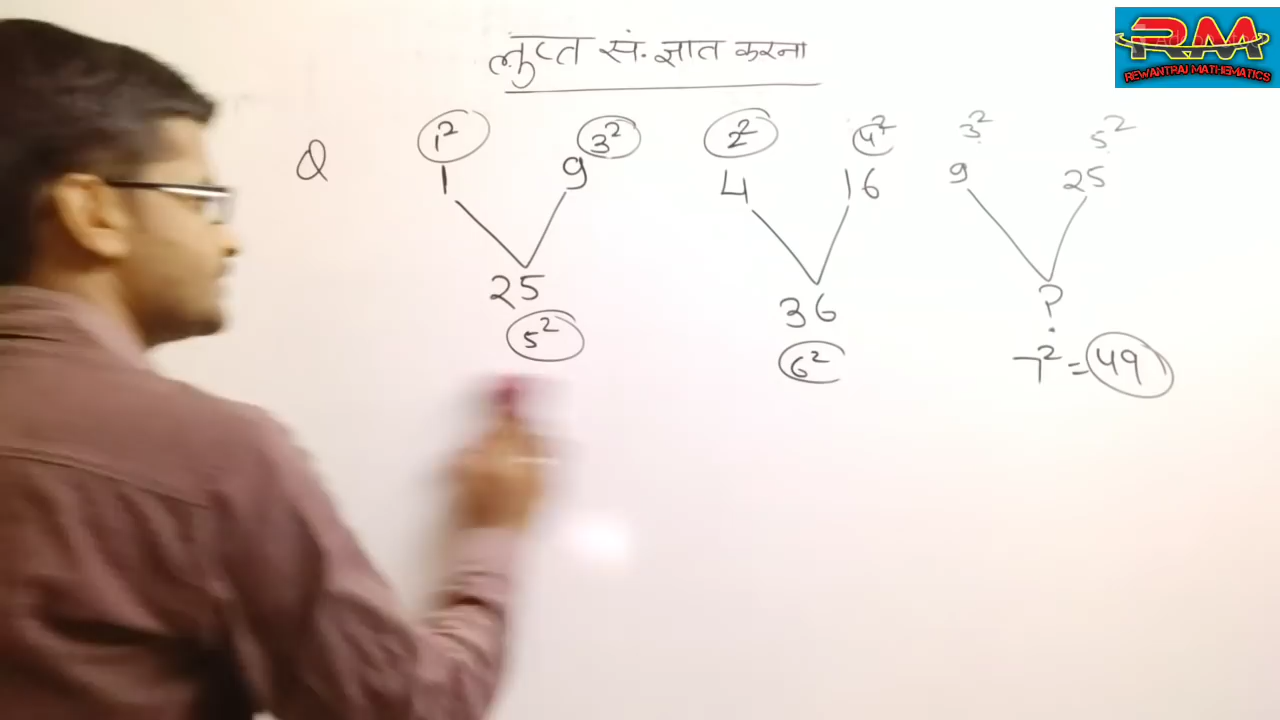 लुप्त सं. ज्ञात करना
RM
REWANTRAJ MATHEMATICS
Q 1² 3² 2² 4² 3² 5²
1 9 4 16 9 25
25 36 ?
5² 6² 7² = 49